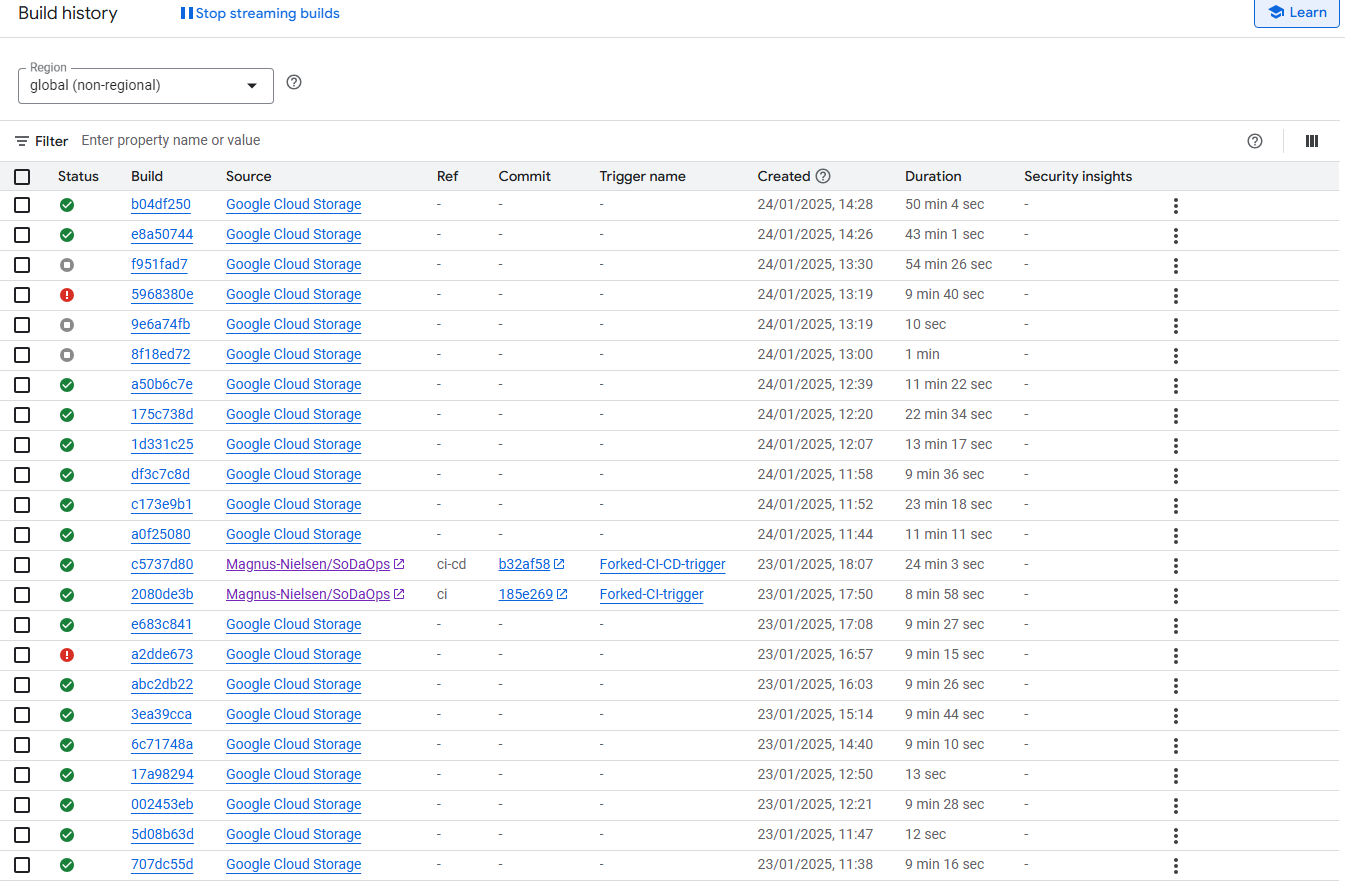 Build history Stop streaming builds Learn
Region
global (non-regional)
Filter Enter property name or value
Status Build Source Ref Commit Trigger name Created Duration Security insights
b04df250 Google Cloud Storage - - - 24/01/2025, 14:28 50 min 4 sec -
e8a50744 Google Cloud Storage - - - 24/01/2025, 14:26 43 min 1 sec -
f951fad7 Google Cloud Storage - - - 24/01/2025, 13:30 54 min 26 sec -
5968380e Google Cloud Storage - - - 24/01/2025, 13:19 9 min 40 sec -
9e6a74fb Google Cloud Storage - - - 24/01/2025, 13:19 10 sec -
8f18ed72 Google Cloud Storage - - - 24/01/2025, 13:00 1 min -
a50b6c7e Google Cloud Storage - - - 24/01/2025, 12:39 11 min 22 sec -
175c738d Google Cloud Storage - - - 24/01/2025, 12:20 22 min 34 sec -
1d331c25 Google Cloud Storage - - - 24/01/2025, 12:07 13 min 17 sec -
df3c7c8d Google Cloud Storage - - - 24/01/2025, 11:58 9 min 36 sec -
c173e9b1 Google Cloud Storage - - - 24/01/2025, 11:52 23 min 18 sec -
a0f25080 Google Cloud Storage - - - 24/01/2025, 11:44 11 min 11 sec -
c5737d80 Magnus-Nielsen/SoDaOps ci-cd b32af58 Forked-CI-CD-trigger 23/01/2025, 18:07 24 min 3 sec -
2080de3b Magnus-Nielsen/SoDaOps ci 185e269 Forked-CI-trigger 23/01/2025, 17:50 8 min 58 sec -
e683c841 Google Cloud Storage - - - 23/01/2025, 17:08 9 min 27 sec -
a2dde673 Google Cloud Storage - - - 23/01/2025, 16:57 9 min 15 sec -
abc2db22 Google Cloud Storage - - - 23/01/2025, 16:03 9 min 26 sec -
3ea39cca Google Cloud Storage - - - 23/01/2025, 15:14 9 min 44 sec -
6c71748a Google Cloud Storage - - - 23/01/2025, 14:40 9 min 10 sec -
17a98294 Google Cloud Storage - - - 23/01/2025, 12:50 13 sec -
002453eb Google Cloud Storage - - - 23/01/2025, 12:21 9 min 28 sec -
5d08b63d Google Cloud Storage - - - 23/01/2025, 11:47 12 sec -
707dc55d Google Cloud Storage - - - 23/01/2025, 11:38 9 min 16 sec -